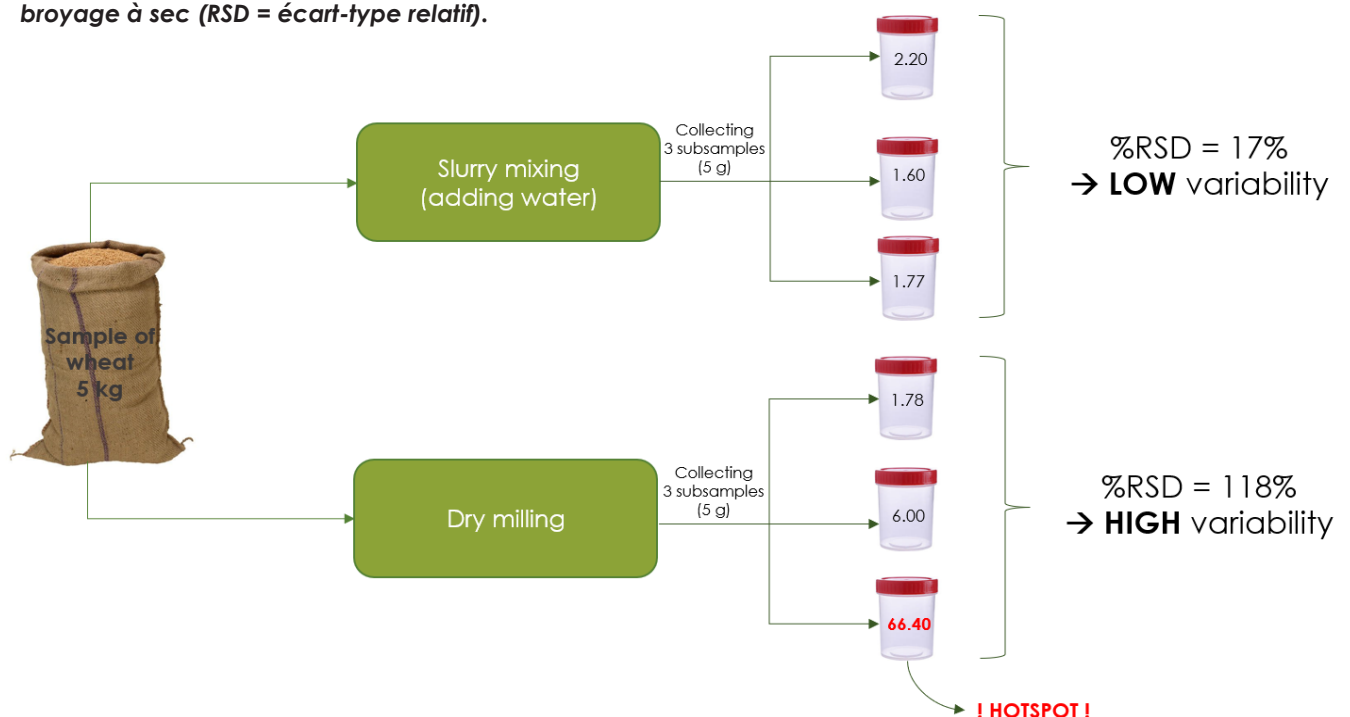 broyage à sec (RSD = écart-type relatif).
Sample of
wheat
5 kg
Slurry mixing
(adding water)
Collecting
3 subsamples
(5 g)
2.20
1.60
1.77
%RSD = 17%
→ LOW variability
Dry milling
Collecting
3 subsamples
(5 g)
1.78
6.00
66.40
%RSD = 118%
→ HIGH variability
! HOTSPOT !